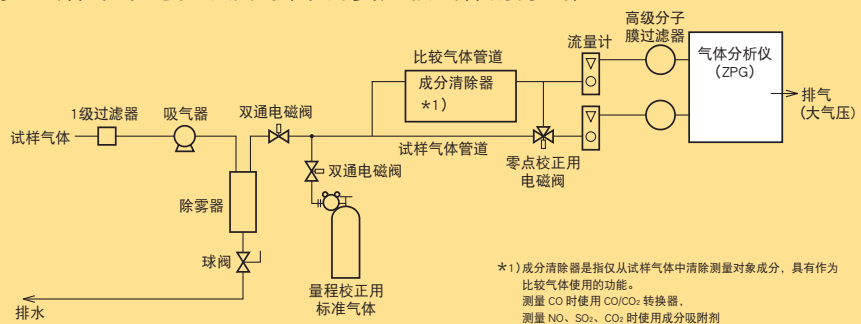 高级分子
膜过滤器
流量计
气体分析仪
(ZPG)
比较气体管道
成分清除器
*1)
排气
(大气压)
双通电磁阀
吸气器
1级过滤器
试样气体
试样气体管道
零点校正用
电磁阀
双通电磁阀
除雾器
球阀
量程校正用
标准气体
排水
*1)成分清除器是指仅从试样气体中清除测量对象成分，具有作为
比较气体使用的功能。
测量 CO 时使用 CO/CO₂ 转换器，
测量 NO、SO₂、CO₂ 时使用成分吸附剂